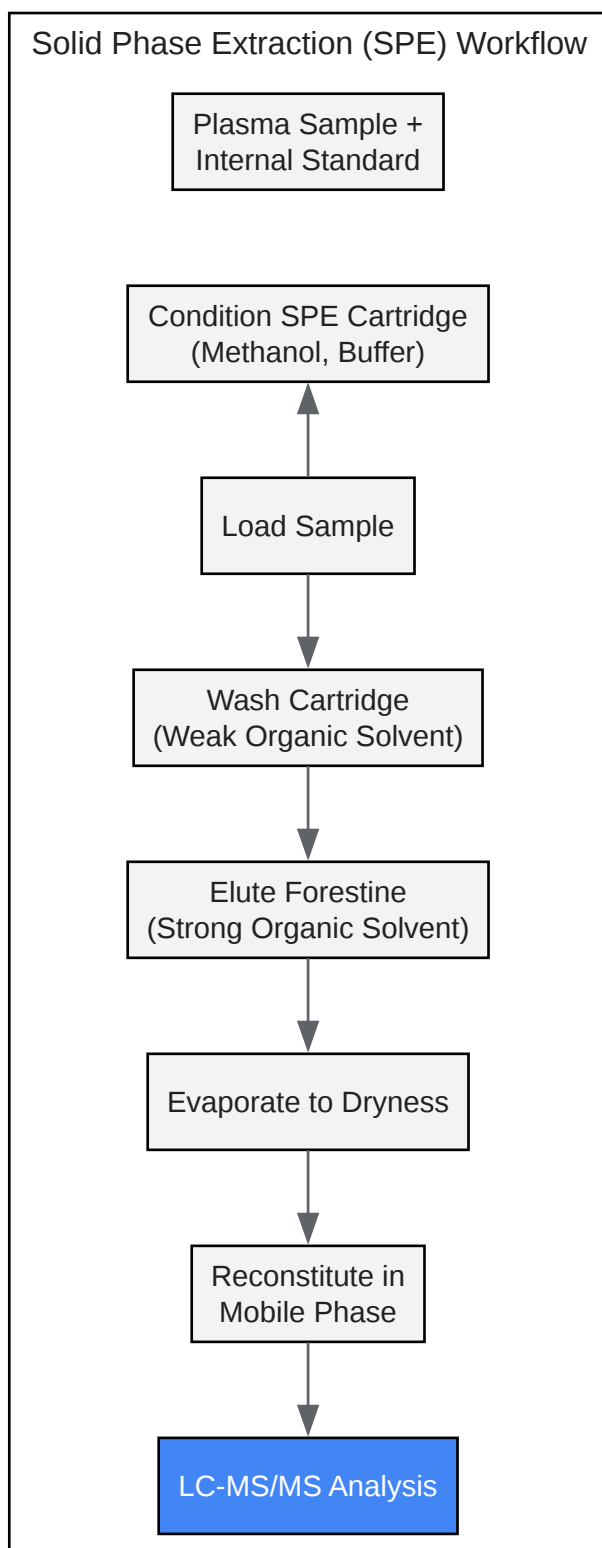 Solid Phase Extraction (SPE) Workflow
Plasma Sample +
Internal Standard
Condition SPE Cartridge
(Methanol, Buffer)
Load Sample
Wash Cartridge
(Weak Organic Solvent)
Elute Forestine
(Strong Organic Solvent)
Evaporate to Dryness
Reconstitute in
Mobile Phase
LC-MS/MS Analysis